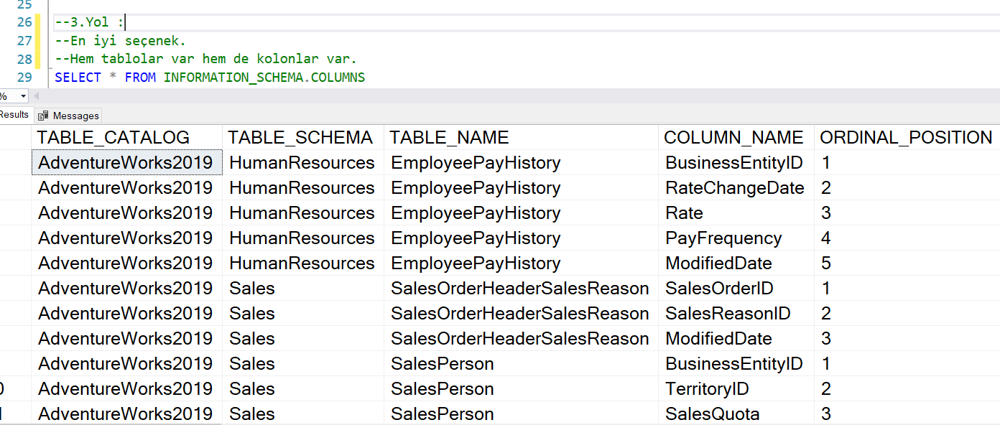 25
26 --3.Yol :
27 --En iyi seçenek.
28 --Hem tablolar var hem de kolonlar var.
29 SELECT * FROM INFORMATION_SCHEMA.COLUMNS
%
Results Messages
TABLE_CATALOG TABLE_SCHEMA TABLE_NAME COLUMN_NAME ORDINAL_POSITION
AdventureWorks2019 HumanResources EmployeePayHistory BusinessEntityID 1
AdventureWorks2019 HumanResources EmployeePayHistory RateChangeDate 2
AdventureWorks2019 HumanResources EmployeePayHistory Rate 3
AdventureWorks2019 HumanResources EmployeePayHistory PayFrequency 4
AdventureWorks2019 HumanResources EmployeePayHistory ModifiedDate 5
AdventureWorks2019 Sales SalesOrderHeaderSalesReason SalesOrderID 1
AdventureWorks2019 Sales SalesOrderHeaderSalesReason SalesReasonID 2
AdventureWorks2019 Sales SalesOrderHeaderSalesReason ModifiedDate 3
AdventureWorks2019 Sales SalesPerson BusinessEntityID 1
AdventureWorks2019 Sales SalesPerson TerritoryID 2
AdventureWorks2019 Sales SalesPerson SalesQuota 3